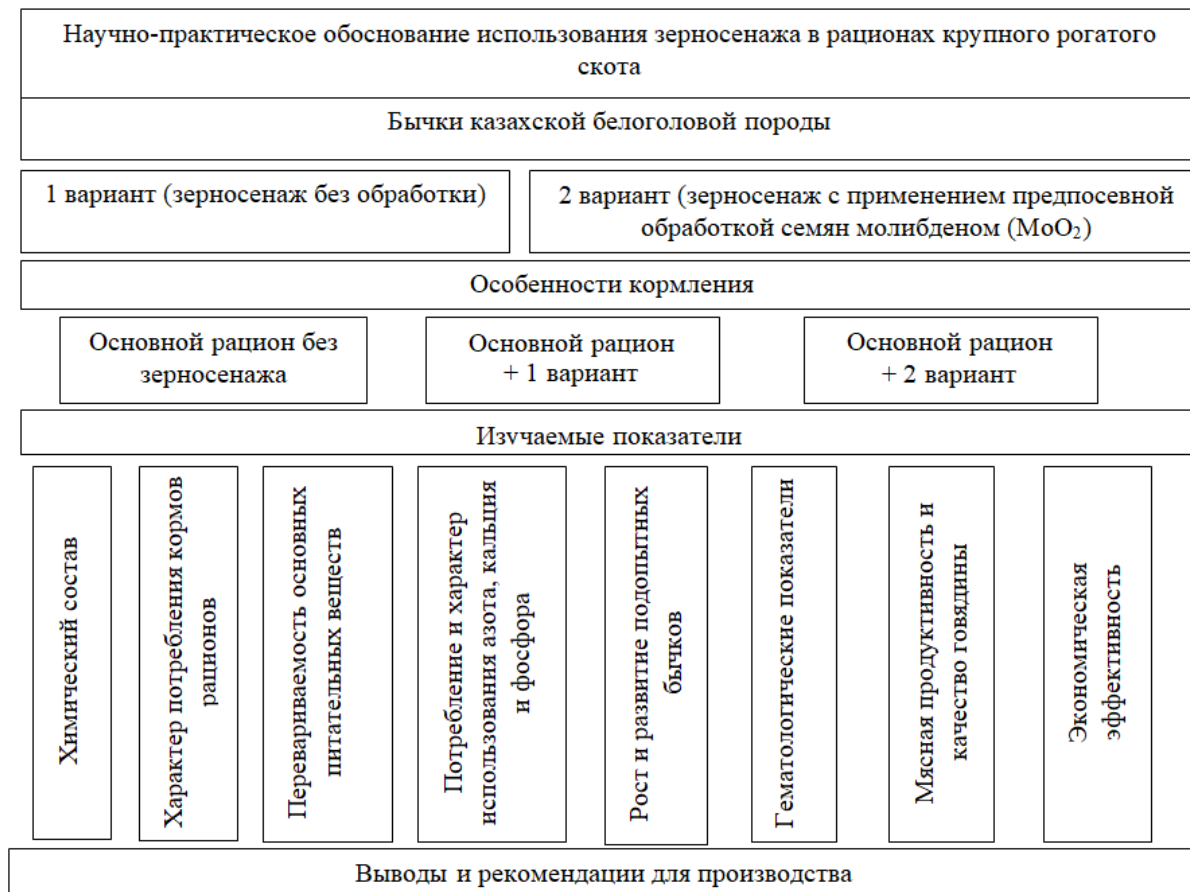 Научно-практическое обоснование использования зерносенажа в рационах крупного рогатого
скота
Бычки казахской белоголовой породы
1 вариант (зерносенаж без обработки)
2 вариант (зерносенаж с применением предпосевной
обработкой семян молибденом (MoO₂)
Особенности кормления
Основной рацион без
зерносенажа
Основной рацион
+ 1 вариант
Основной рацион
+ 2 вариант
Изучаемые показатели
Химический состав
Характер потребления кормов
рационов
Перевариваемость основных
питательных веществ
Потребление и характер
использования азота, кальция
и фосфора
Рост и развитие подопытных
бычков
Гематологические показатели
Мясная продуктивность и
качество говядины
Экономическая
эффективность
Выводы и рекомендации для производства